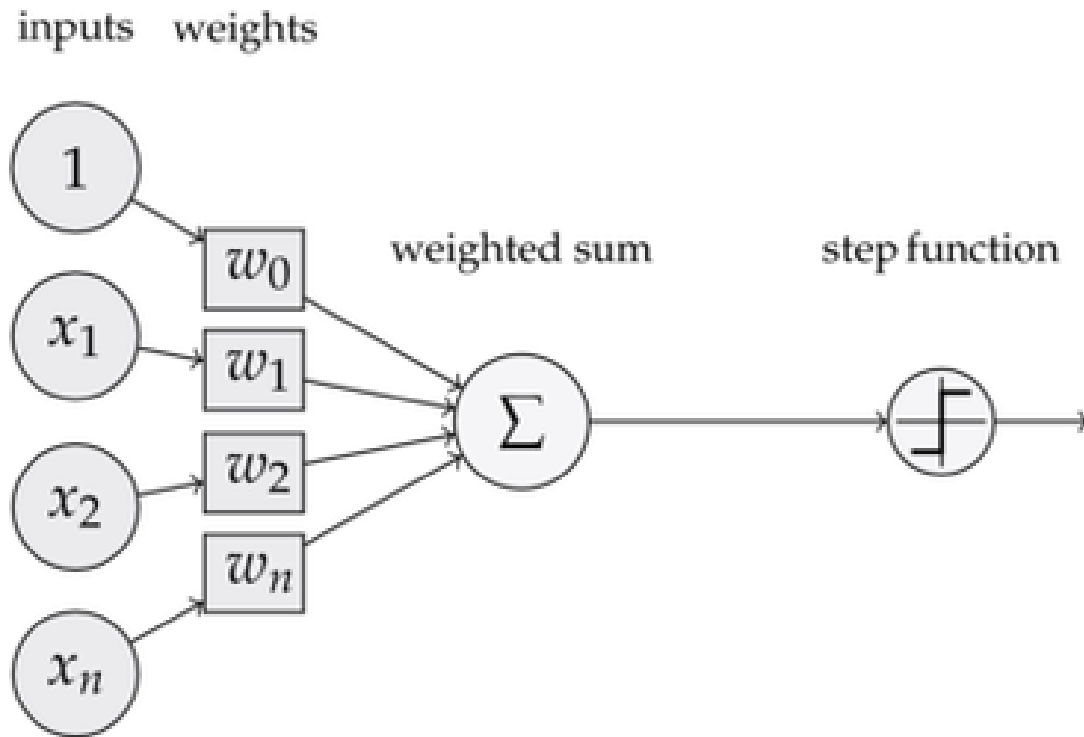 inputs weights
1
w₀
weighted sum
step function
x₁
w₁
Σ
x₂
w₂
wₙ
xₙ